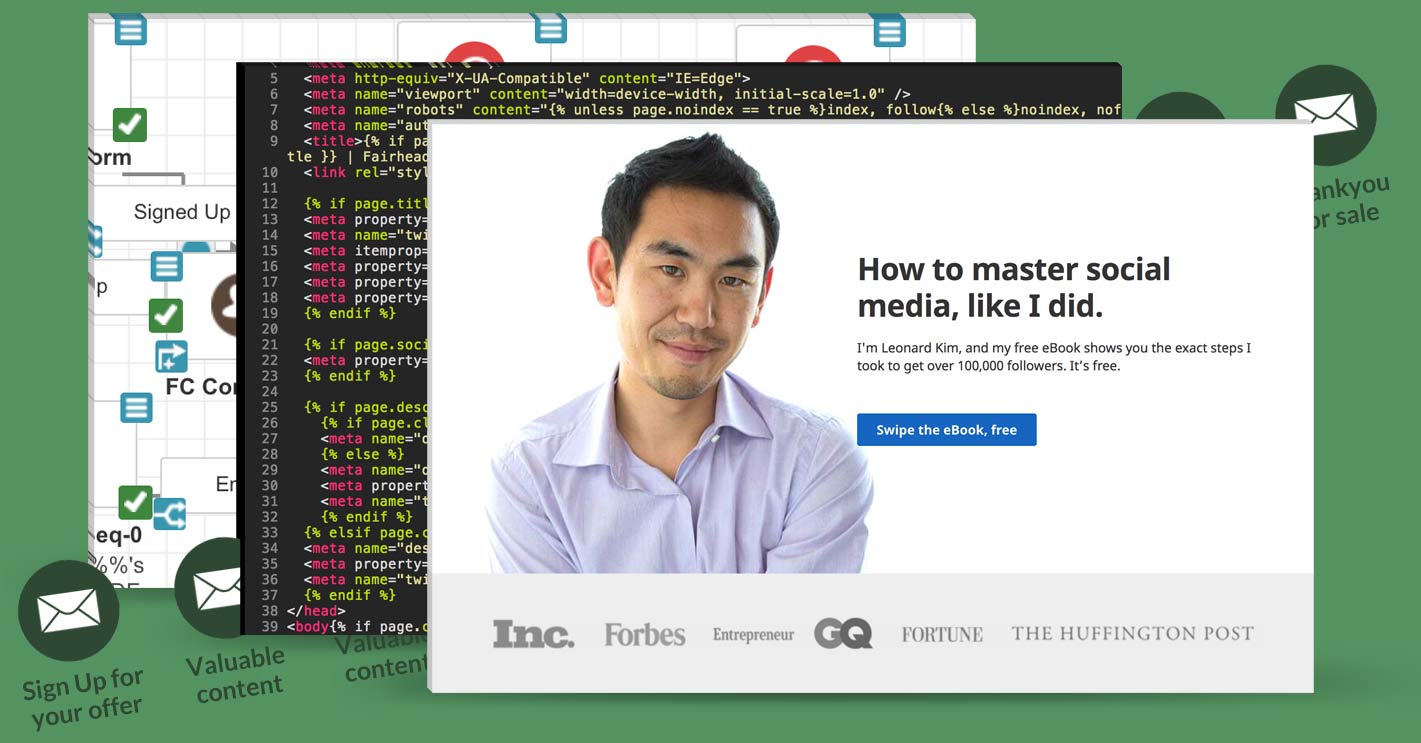 orm
Signed Up
p
FC Con
Er
eq-0
%%'s
5 <meta http-equiv="X-UA-Compatible" content="IE=Edge">
6 <meta name="viewport" content="width=device-width, initial-scale=1.0" />
7 <meta name="robots" content="{% unless page.noindex == true %}index, follow{% else %}noindex, nof
8 <meta name="aut
9 <title>{% if pa
tle }} | Fairhead
10 <link rel="styl
11
12 {% if page.titl
13 <meta property=
14 <meta name="twi
15 <meta itemprop=
16 <meta property=
17 <meta property=
18 <meta property=
19 {% endif %}
20
21 {% if page.soci
22 <meta property=
23 {% endif %}
24
25 {% if page.desc
26 {% if page.cl
27 <meta name="d
28 {% else %}
29 <meta name="d
30 <meta propert
31 <meta name="t
32 {% endif %}
33 {% elsif page.c
34 <meta name="des
35 <meta property=
36 <meta name="twi
37 {% endif %}
38 </head>
39 <body{% if page.c
How to master social
media, like I did.
I'm Leonard Kim, and my free eBook shows you the exact steps I
took to get over 100,000 followers. It’s free.
Swipe the eBook, free
Inc. Forbes Entrepreneur GQ FORTUNE THE HUFFINGTON POST
ankyou
or sale
Sign Up for
your offer
Valuable
content
Valuable
content